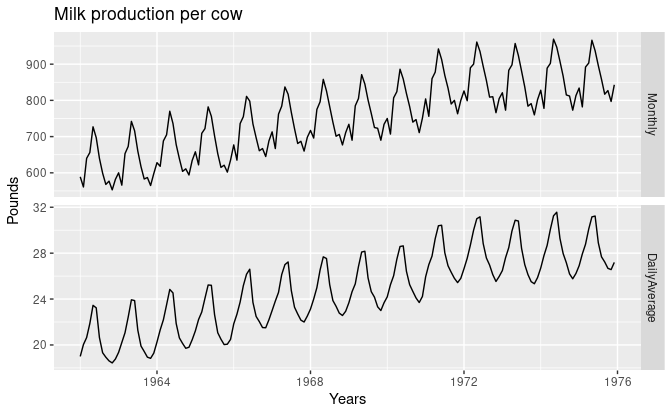 Milk production per cow
900
800
700
600
Monthly
Pounds
32
28
24
20
DailyAverage
1964
1968
1972
1976
Years